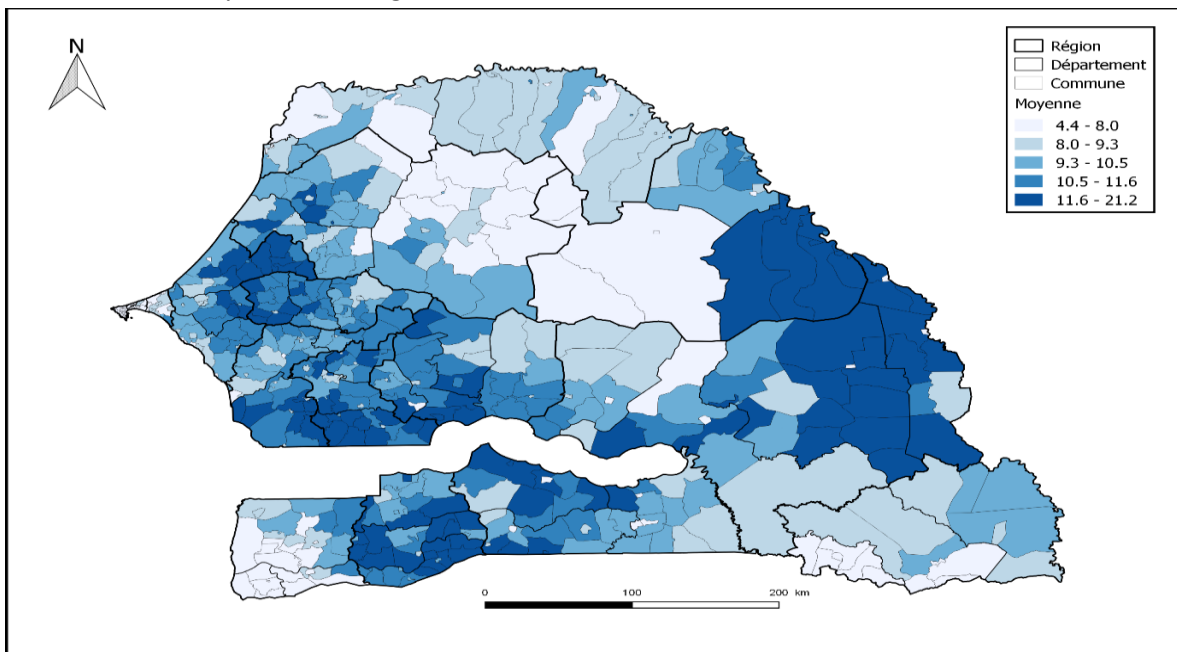 N
Région
Département
Commune
Moyenne
4.4 - 8.0
8.0 - 9.3
9.3 - 10.5
10.5 - 11.6
11.6 - 21.2
0 100 200 km